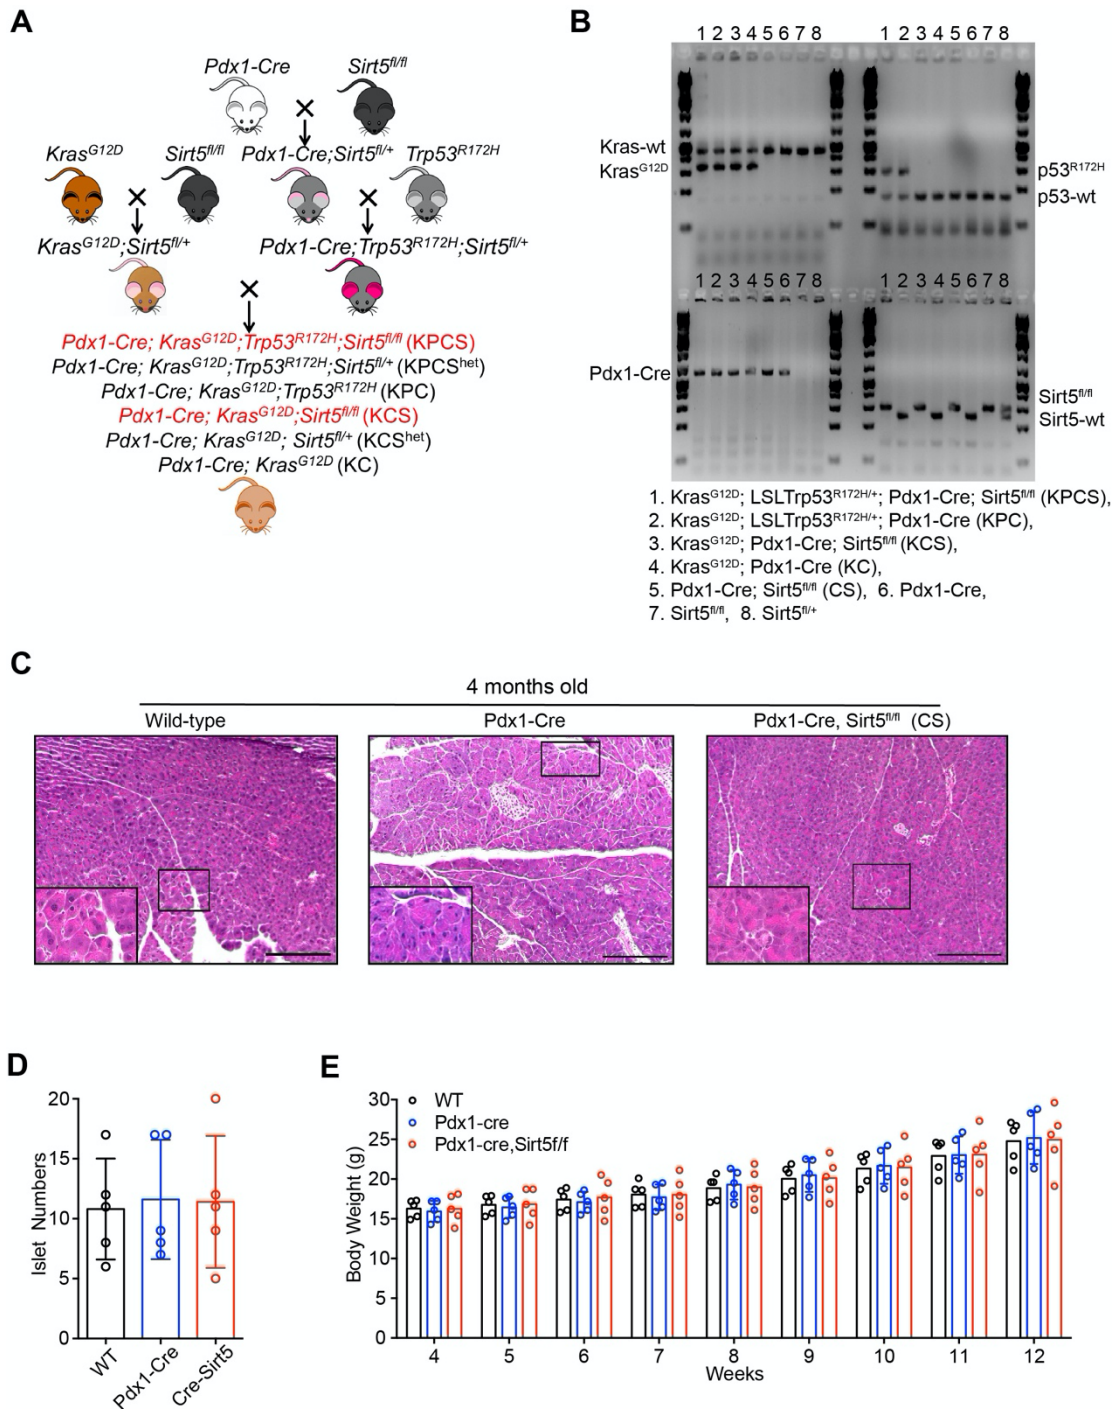 A
Pdx1-Cre Sirt5fl/fl
KrasG12D Sirt5fl/fl Pdx1-Cre;Sirt5fl/+ Trp53R172H
KrasG12D;Sirt5fl/+ Pdx1-Cre;Trp53R172H;Sirt5fl/+
Pdx1-Cre; KrasG12D;Trp53R172H;Sirt5fl/fl (KPCS)
Pdx1-Cre; KrasG12D;Trp53R172H;Sirt5fl/+ (KPCShet)
Pdx1-Cre; KrasG12D;Trp53R172H (KPC)
Pdx1-Cre; KrasG12D;Sirt5fl/fl (KCS)
Pdx1-Cre; KrasG12D; Sirt5fl/+ (KCShet)
Pdx1-Cre; KrasG12D (KC)
B
1 2 3 4 5 6 7 8 1 2 3 4 5 6 7 8
Kras-wt
KrasG12D
p53R172H
p53-wt
1 2 3 4 5 6 7 8 1 2 3 4 5 6 7 8
Pdx1-Cre
Sirt5fl/fl
Sirt5-wt
1. KrasG12D; LSLTrp53R172H/+; Pdx1-Cre; Sirt5fl/fl (KPCS),
2. KrasG12D; LSLTrp53R172H/+; Pdx1-Cre (KPC),
3. KrasG12D; Pdx1-Cre; Sirt5fl/fl (KCS),
4. KrasG12D; Pdx1-Cre (KC),
5. Pdx1-Cre; Sirt5fl/fl (CS), 6. Pdx1-Cre,
7. Sirt5fl/fl, 8. Sirt5fl/+
C
4 months old
Wild-type Pdx1-Cre Pdx1-Cre, Sirt5fl/fl (CS)
D
Islet Numbers
20
15
10
5
0
WT Pdx1-Cre Cre-Sirt5
E
WT
Pdx1-cre
Pdx1-cre,Sirt5f/f
Body Weight (g)
30
25
20
15
10
5
0
4 5 6 7 8 9 10 11 12
Weeks